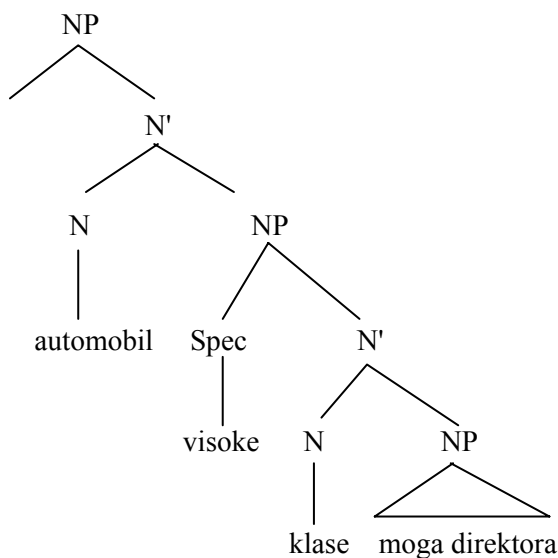 NP
N'
N NP
automobil Spec N'
visoke N NP
klase moga direktora